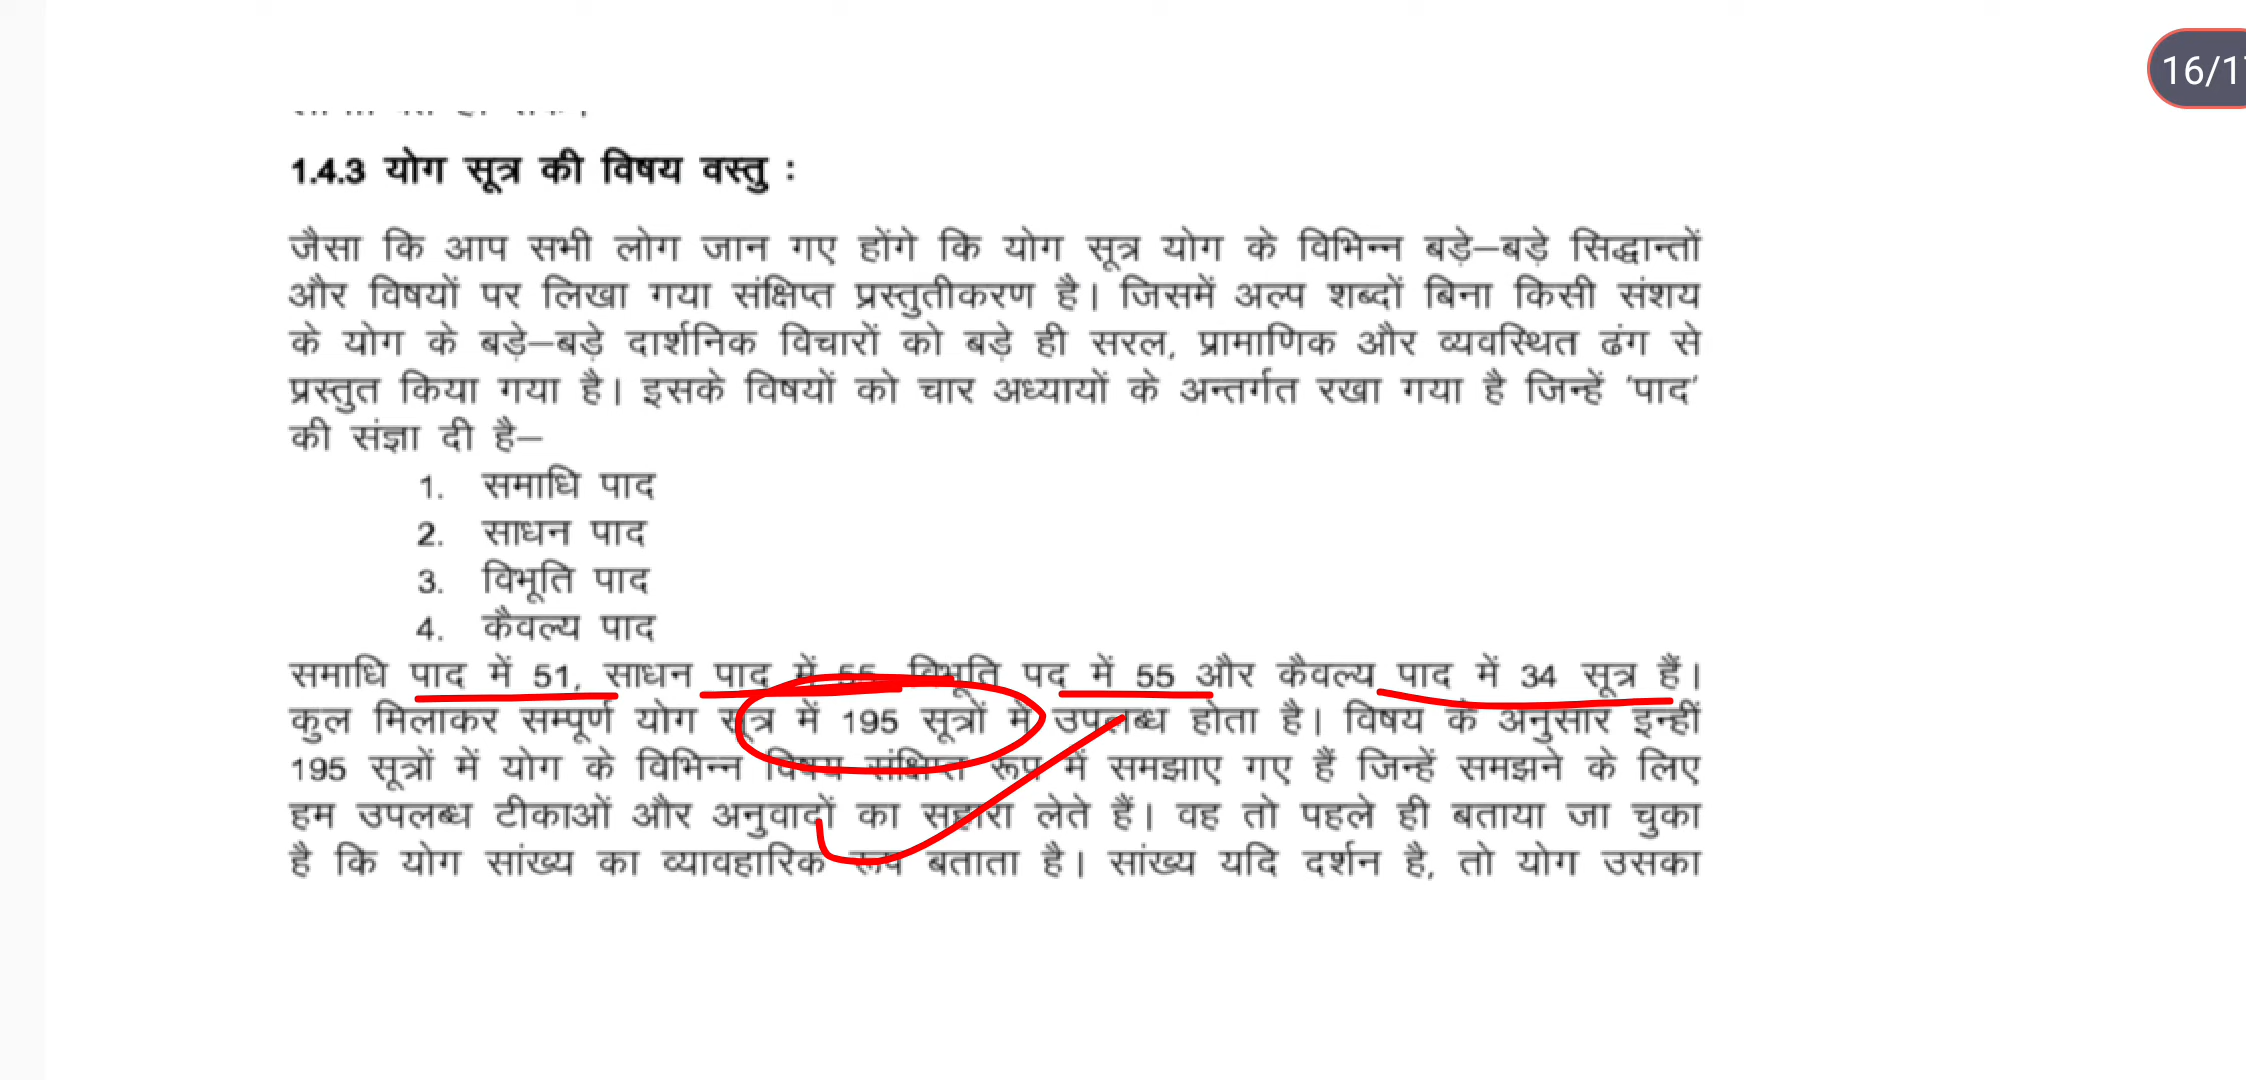 16/1
1.4.3 योग सूत्र की विषय वस्तु :
जैसा कि आप सभी लोग जान गए होंगे कि योग सूत्र योग के विभिन्न बड़े–बड़े सिद्धान्तों
और विषयों पर लिखा गया संक्षिप्त प्रस्तुतीकरण है। जिसमें अल्प शब्दों बिना किसी संशय
के योग के बड़े–बड़े दार्शनिक विचारों को बड़े ही सरल, प्रामाणिक और व्यवस्थित ढंग से
प्रस्तुत किया गया है। इसके विषयों को चार अध्यायों के अन्तर्गत रखा गया है जिन्हें 'पाद'
की संज्ञा दी है–
1. समाधि पाद
2. साधन पाद
3. विभूति पाद
4. कैवल्य पाद
समाधि पाद में 51, साधन पाद में 55 विभूति पद में 55 और कैवल्य पाद में 34 सूत्र हैं।
कुल मिलाकर सम्पूर्ण योग सूत्र में 195 सूत्रों में उपलब्ध होता है। विषय के अनुसार इन्हीं
195 सूत्रों में योग के विभिन्न विषय संक्षिप्त रूप में समझाए गए हैं जिन्हें समझने के लिए
हम उपलब्ध टीकाओं और अनुवादों का सहारा लेते हैं। वह तो पहले ही बताया जा चुका
है कि योग सांख्य का व्यावहारिक रूप बताता है। सांख्य यदि दर्शन है, तो योग उसका